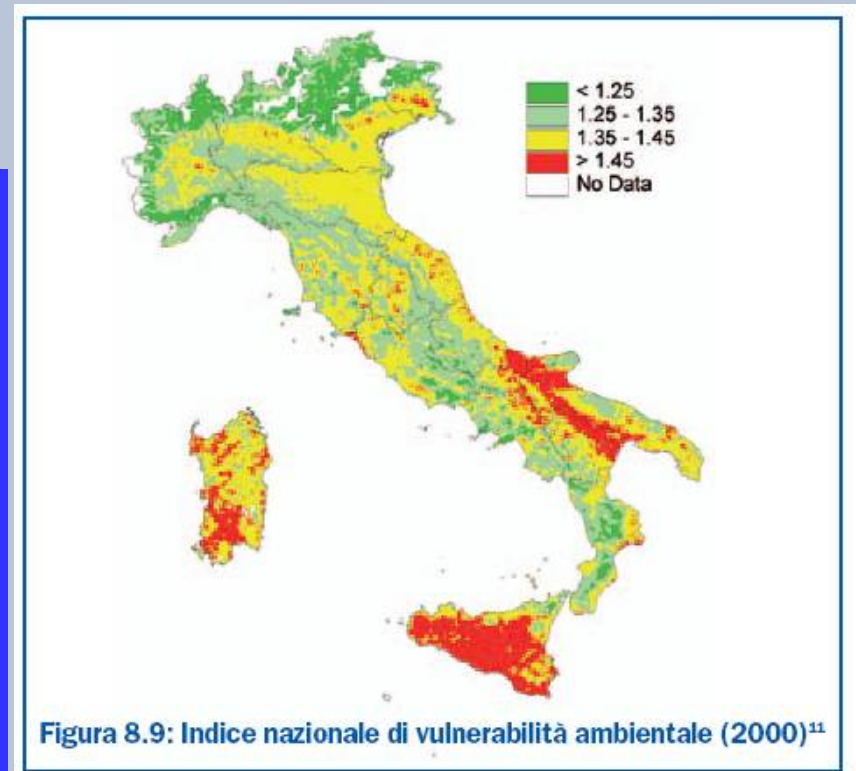 < 1.25
1.25 - 1.35
1.35 - 1.45
> 1.45
No Data
Figura 8.9: Indice nazionale di vulnerabilità ambientale (2000)¹¹